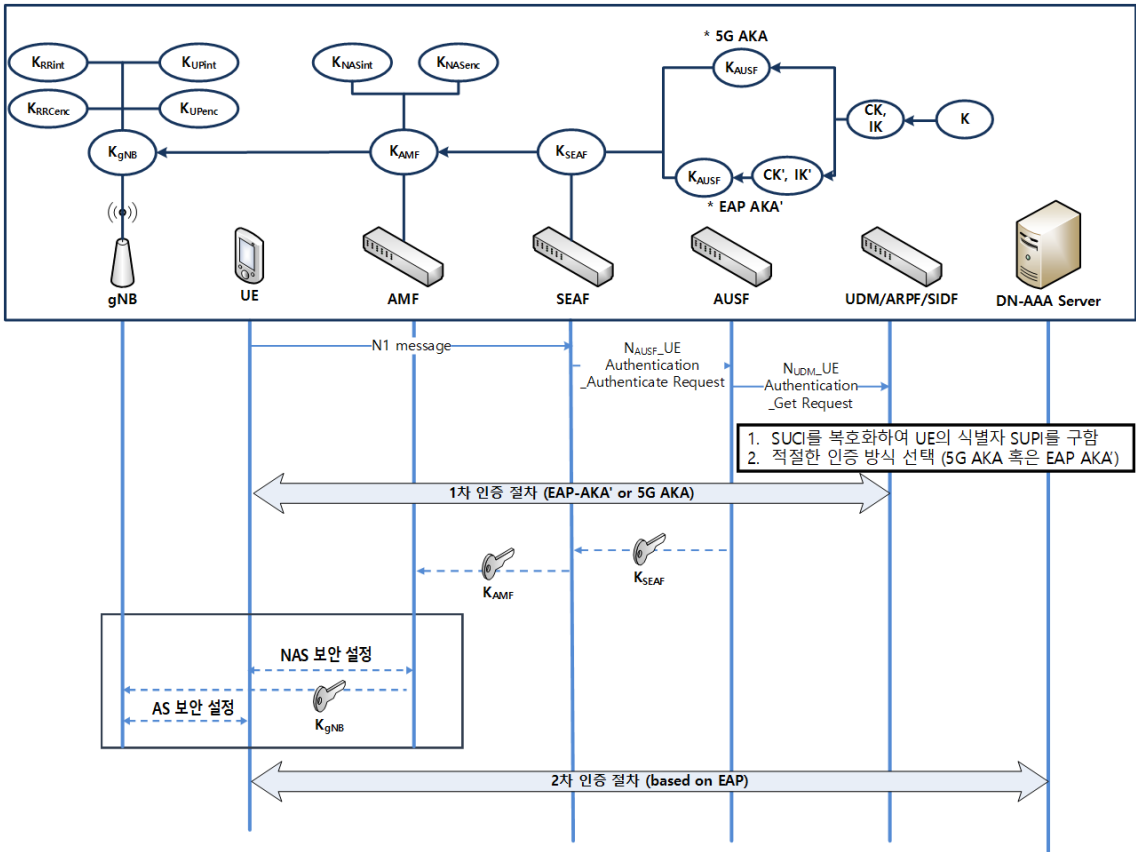 * 5G AKA
KRRint
KUPint
KNASint
KNASenc
KAUSF
KRRCenc
KUPenc
CK,
IK
K
KgNB
KAMF
KSEAF
KAUSF
CK', IK'
* EAP AKA'
gNB
UE
AMF
SEAF
AUSF
UDM/ARPF/SIDF
DN-AAA Server
N1 message
NAUSF_UE
Authentication
_Authenticate Request
NUDM_UE
Authentication
_Get Request
1. SUCI를 복호화하여 UE의 식별자 SUPI를 구함
2. 적절한 인증 방식 선택 (5G AKA 혹은 EAP AKA')
1차 인증 절차 (EAP-AKA' or 5G AKA)
KSEAF
KAMF
NAS 보안 설정
AS 보안 설정
KgNB
2차 인증 절차 (based on EAP)